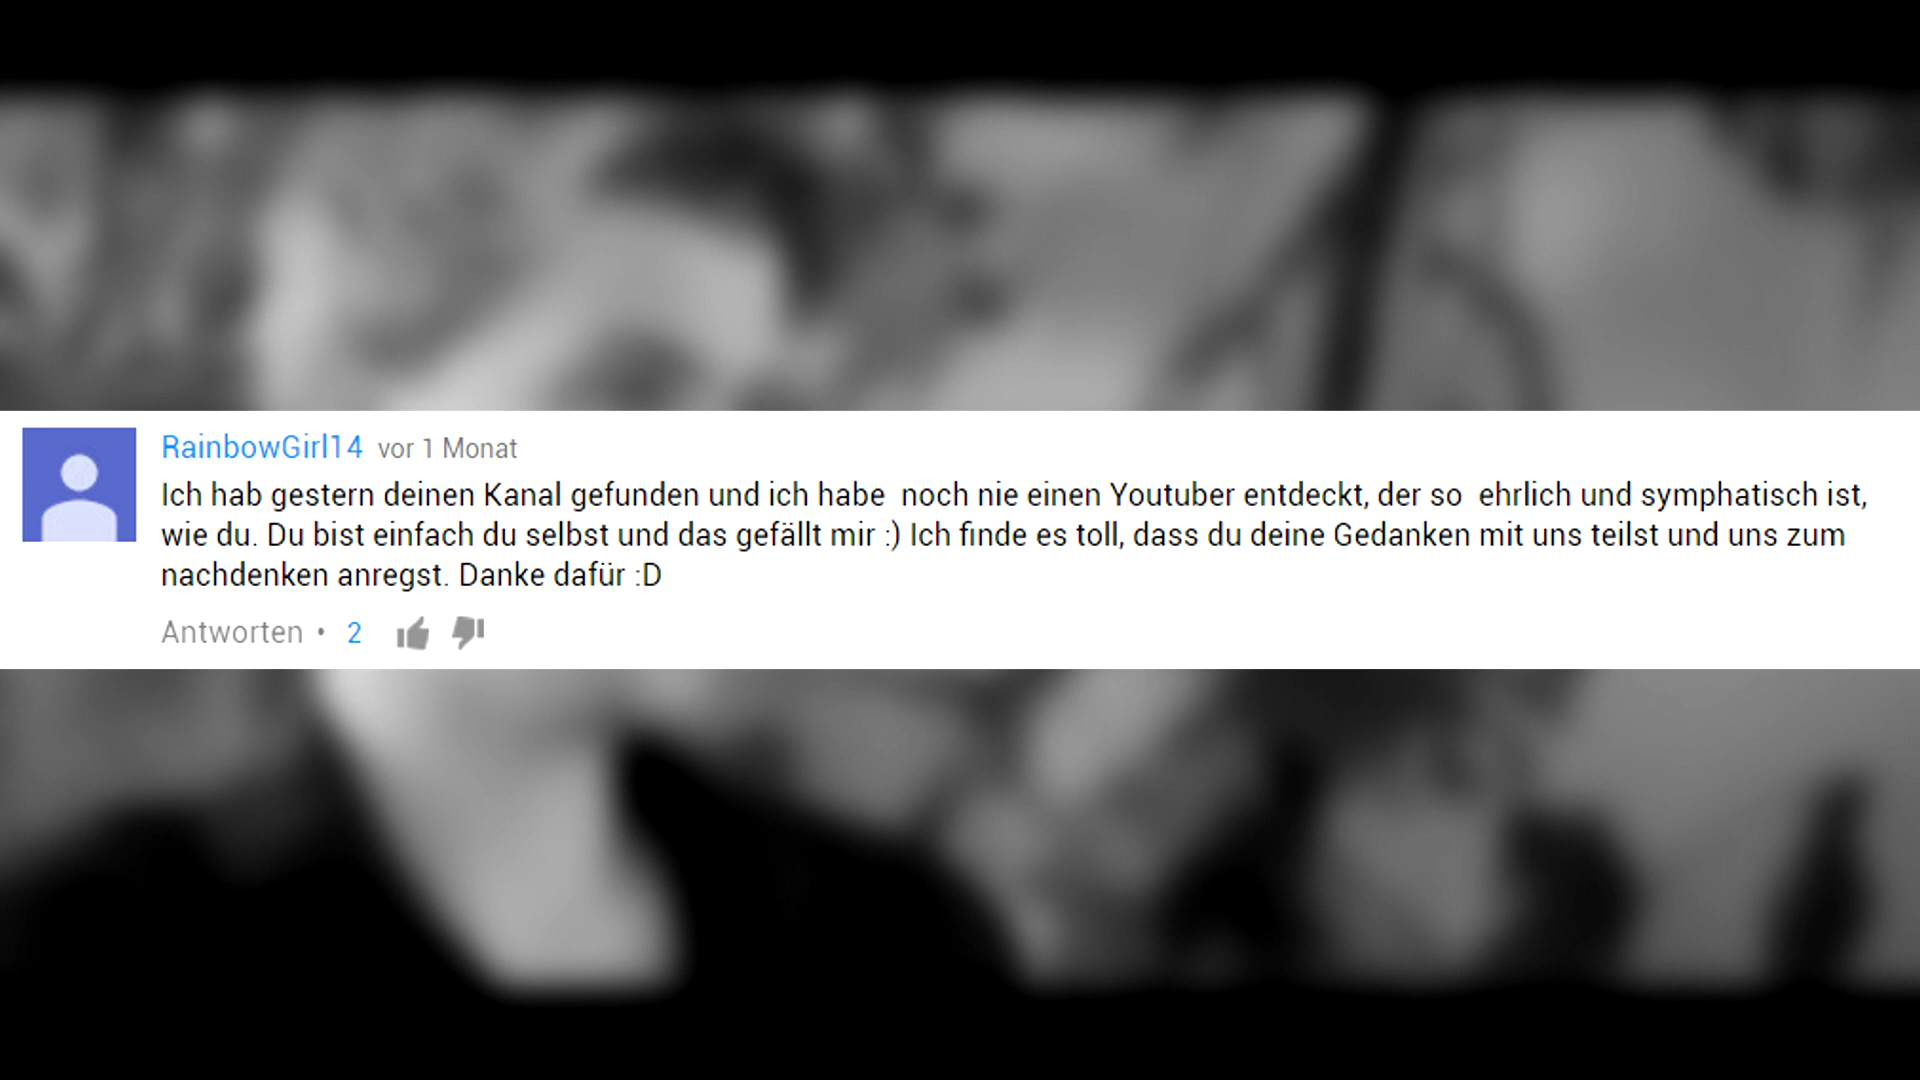 RainbowGirl14 vor 1 Monat
Ich hab gestern deinen Kanal gefunden und ich habe  noch nie einen Youtuber entdeckt, der so  ehrlich und symphatisch ist,
wie du. Du bist einfach du selbst und das gefällt mir :) Ich finde es toll, dass du deine Gedanken mit uns teilst und uns zum
nachdenken anregst. Danke dafür :D
Antworten • 2